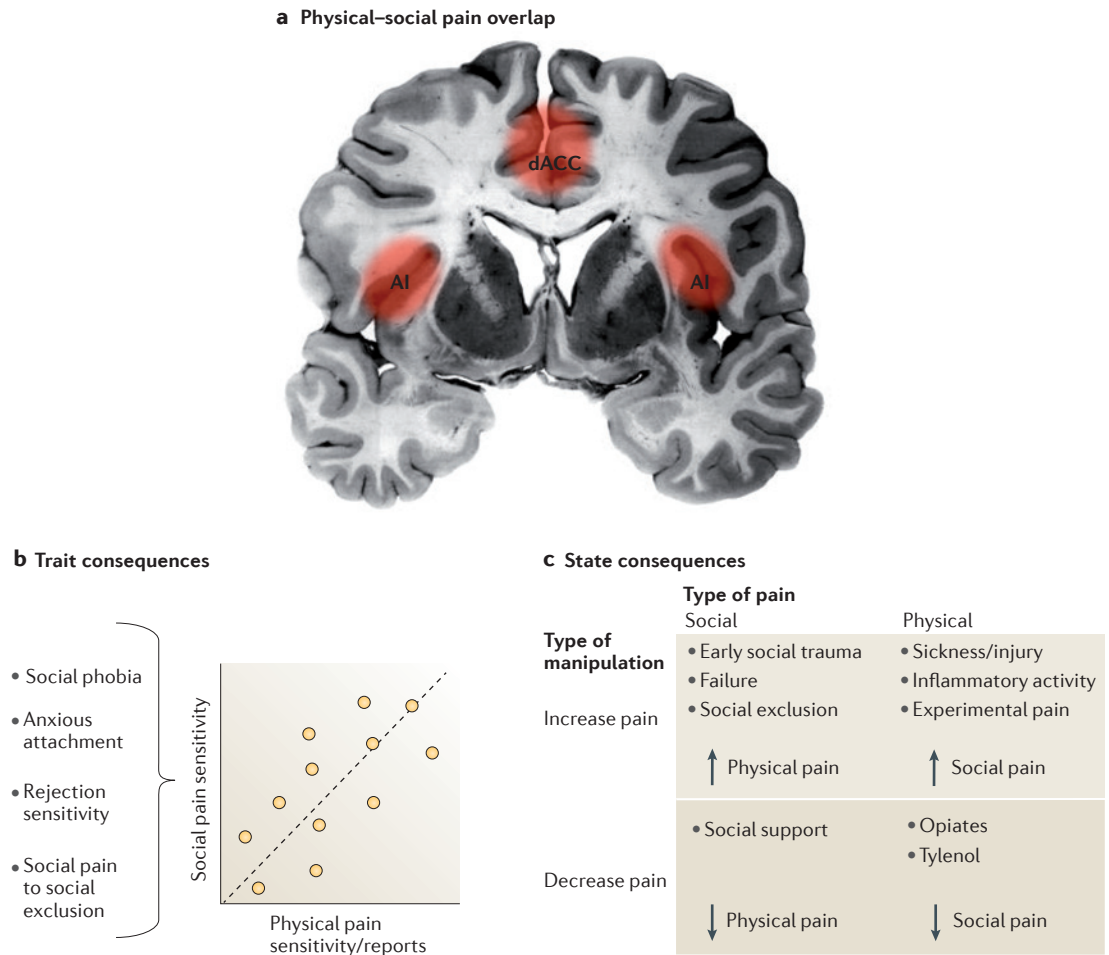 a Physical–social pain overlap
dACC
AI
AI
b Trait consequences
• Social phobia
• Anxious
attachment
• Rejection
sensitivity
• Social pain
to social
exclusion
Social pain sensitivity
Physical pain
sensitivity/reports
c State consequences
Type of pain
Social
Physical
Type of
manipulation
Increase pain
• Early social trauma
• Failure
• Social exclusion
↑ Physical pain
• Sickness/injury
• Inflammatory activity
• Experimental pain
↑ Social pain
Decrease pain
• Social support
↓ Physical pain
• Opiates
• Tylenol
↓ Social pain